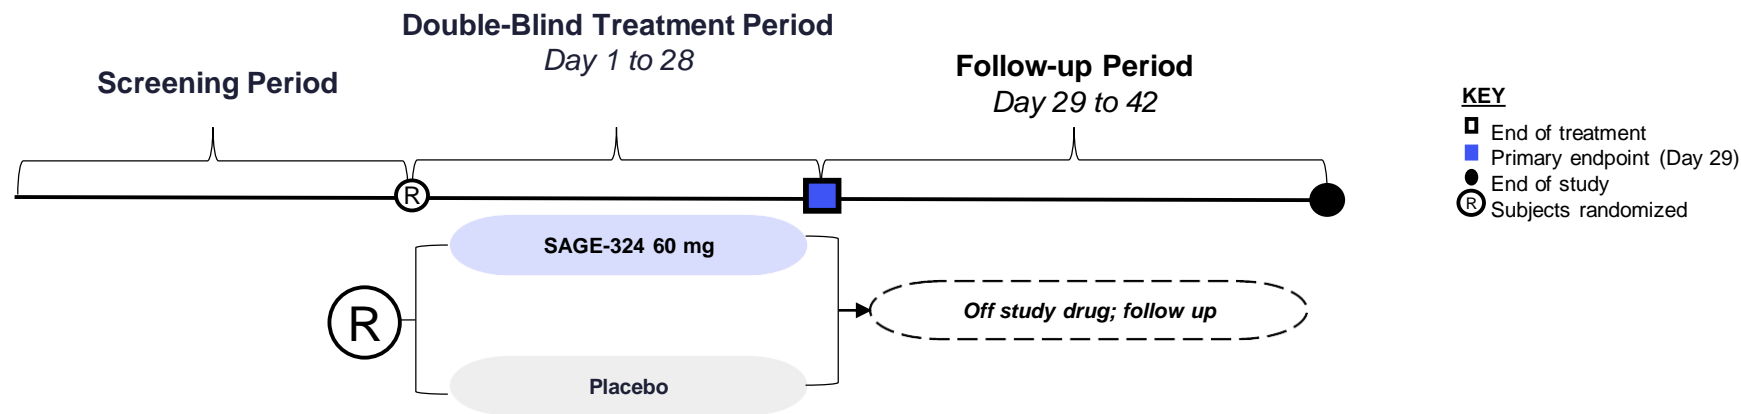 Double-Blind Treatment Period
Day 1 to 28
Screening Period
Follow-up Period
Day 29 to 42
KEY
End of treatment
Primary endpoint (Day 29)
End of study
R Subjects randomized
R
SAGE-324 60 mg
R
Off study drug; follow up
Placebo